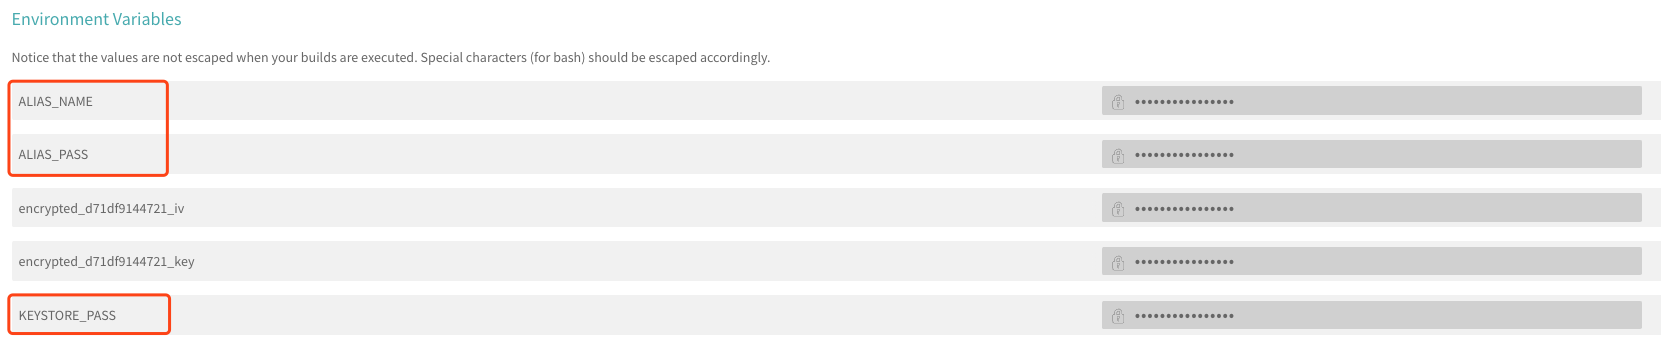 Environment Variables
Notice that the values are not escaped when your builds are executed. Special characters (for bash) should be escaped accordingly.
ALIAS_NAME ••••••••••••••••
ALIAS_PASS ••••••••••••••••
encrypted_d71df9144721_iv ••••••••••••••••
encrypted_d71df9144721_key ••••••••••••••••
KEYSTORE_PASS ••••••••••••••••